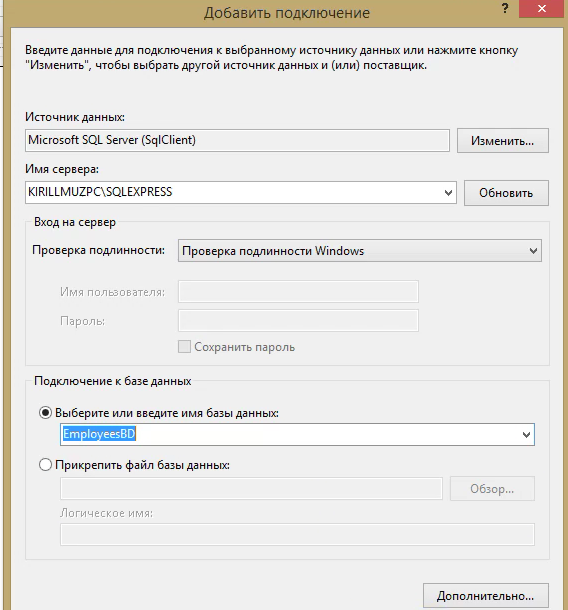 Добавить подключение
?
Введите данные для подключения к выбранному источнику данных или нажмите кнопку
"Изменить", чтобы выбрать другой источник данных и (или) поставщик.
Источник данных:
Microsoft SQL Server (SqlClient)
Изменить...
Имя сервера:
KIRILLMUZPC\SQLEXPRESS
Обновить
Вход на сервер
Проверка подлинности:
Проверка подлинности Windows
Имя пользователя:
Пароль:
Сохранить пароль
Подключение к базе данных
Выберите или введите имя базы данных:
EmployeesBD
Прикрепить файл базы данных:
Обзор...
Логическое имя:
Дополнительно...